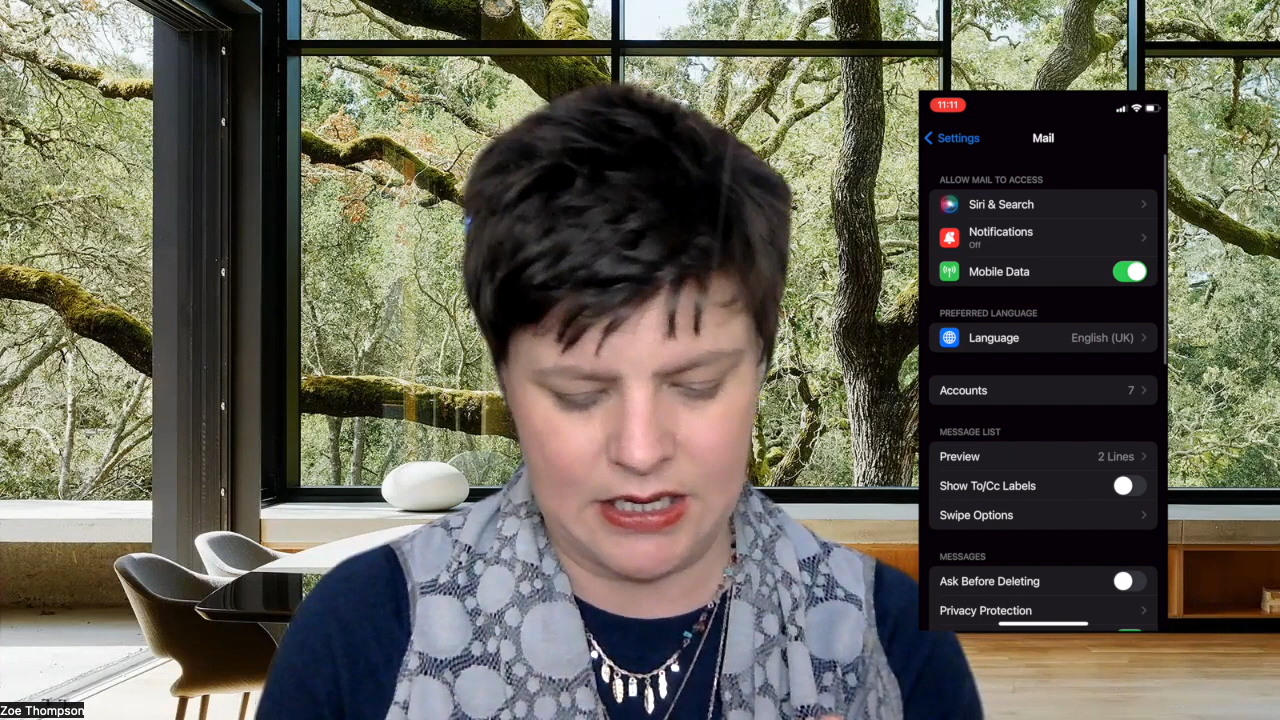 11:11
Settings
Mail
ALLOW MAIL TO ACCESS
Siri & Search
Notifications
Off
Mobile Data
PREFERRED LANGUAGE
Language English (UK)
Accounts 7
MESSAGE LIST
Preview 2 Lines
Show To/Cc Labels
Swipe Options
MESSAGES
Ask Before Deleting
Privacy Protection
Zoe Thompson